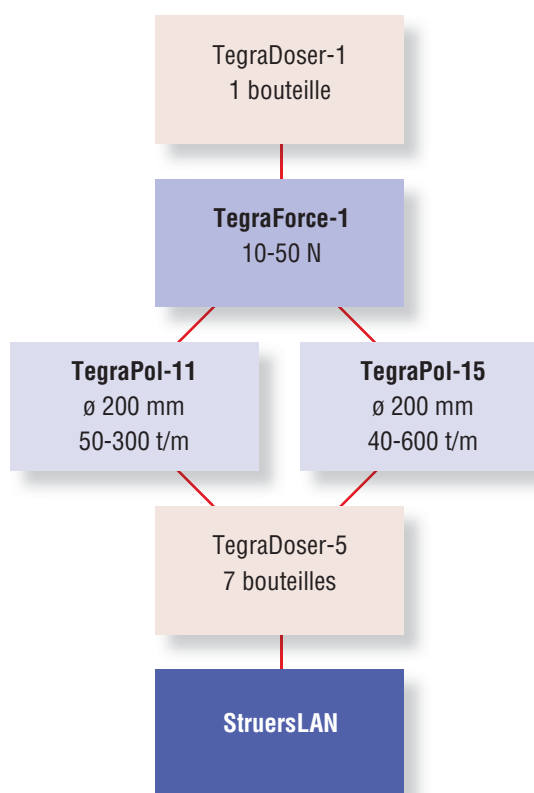 TegraDoser-1
1 bouteille
TegraForce-1
10-50 N
TegraPol-11
ø 200 mm
50-300 t/m
TegraPol-15
ø 200 mm
40-600 t/m
TegraDoser-5
7 bouteilles
StruersLAN